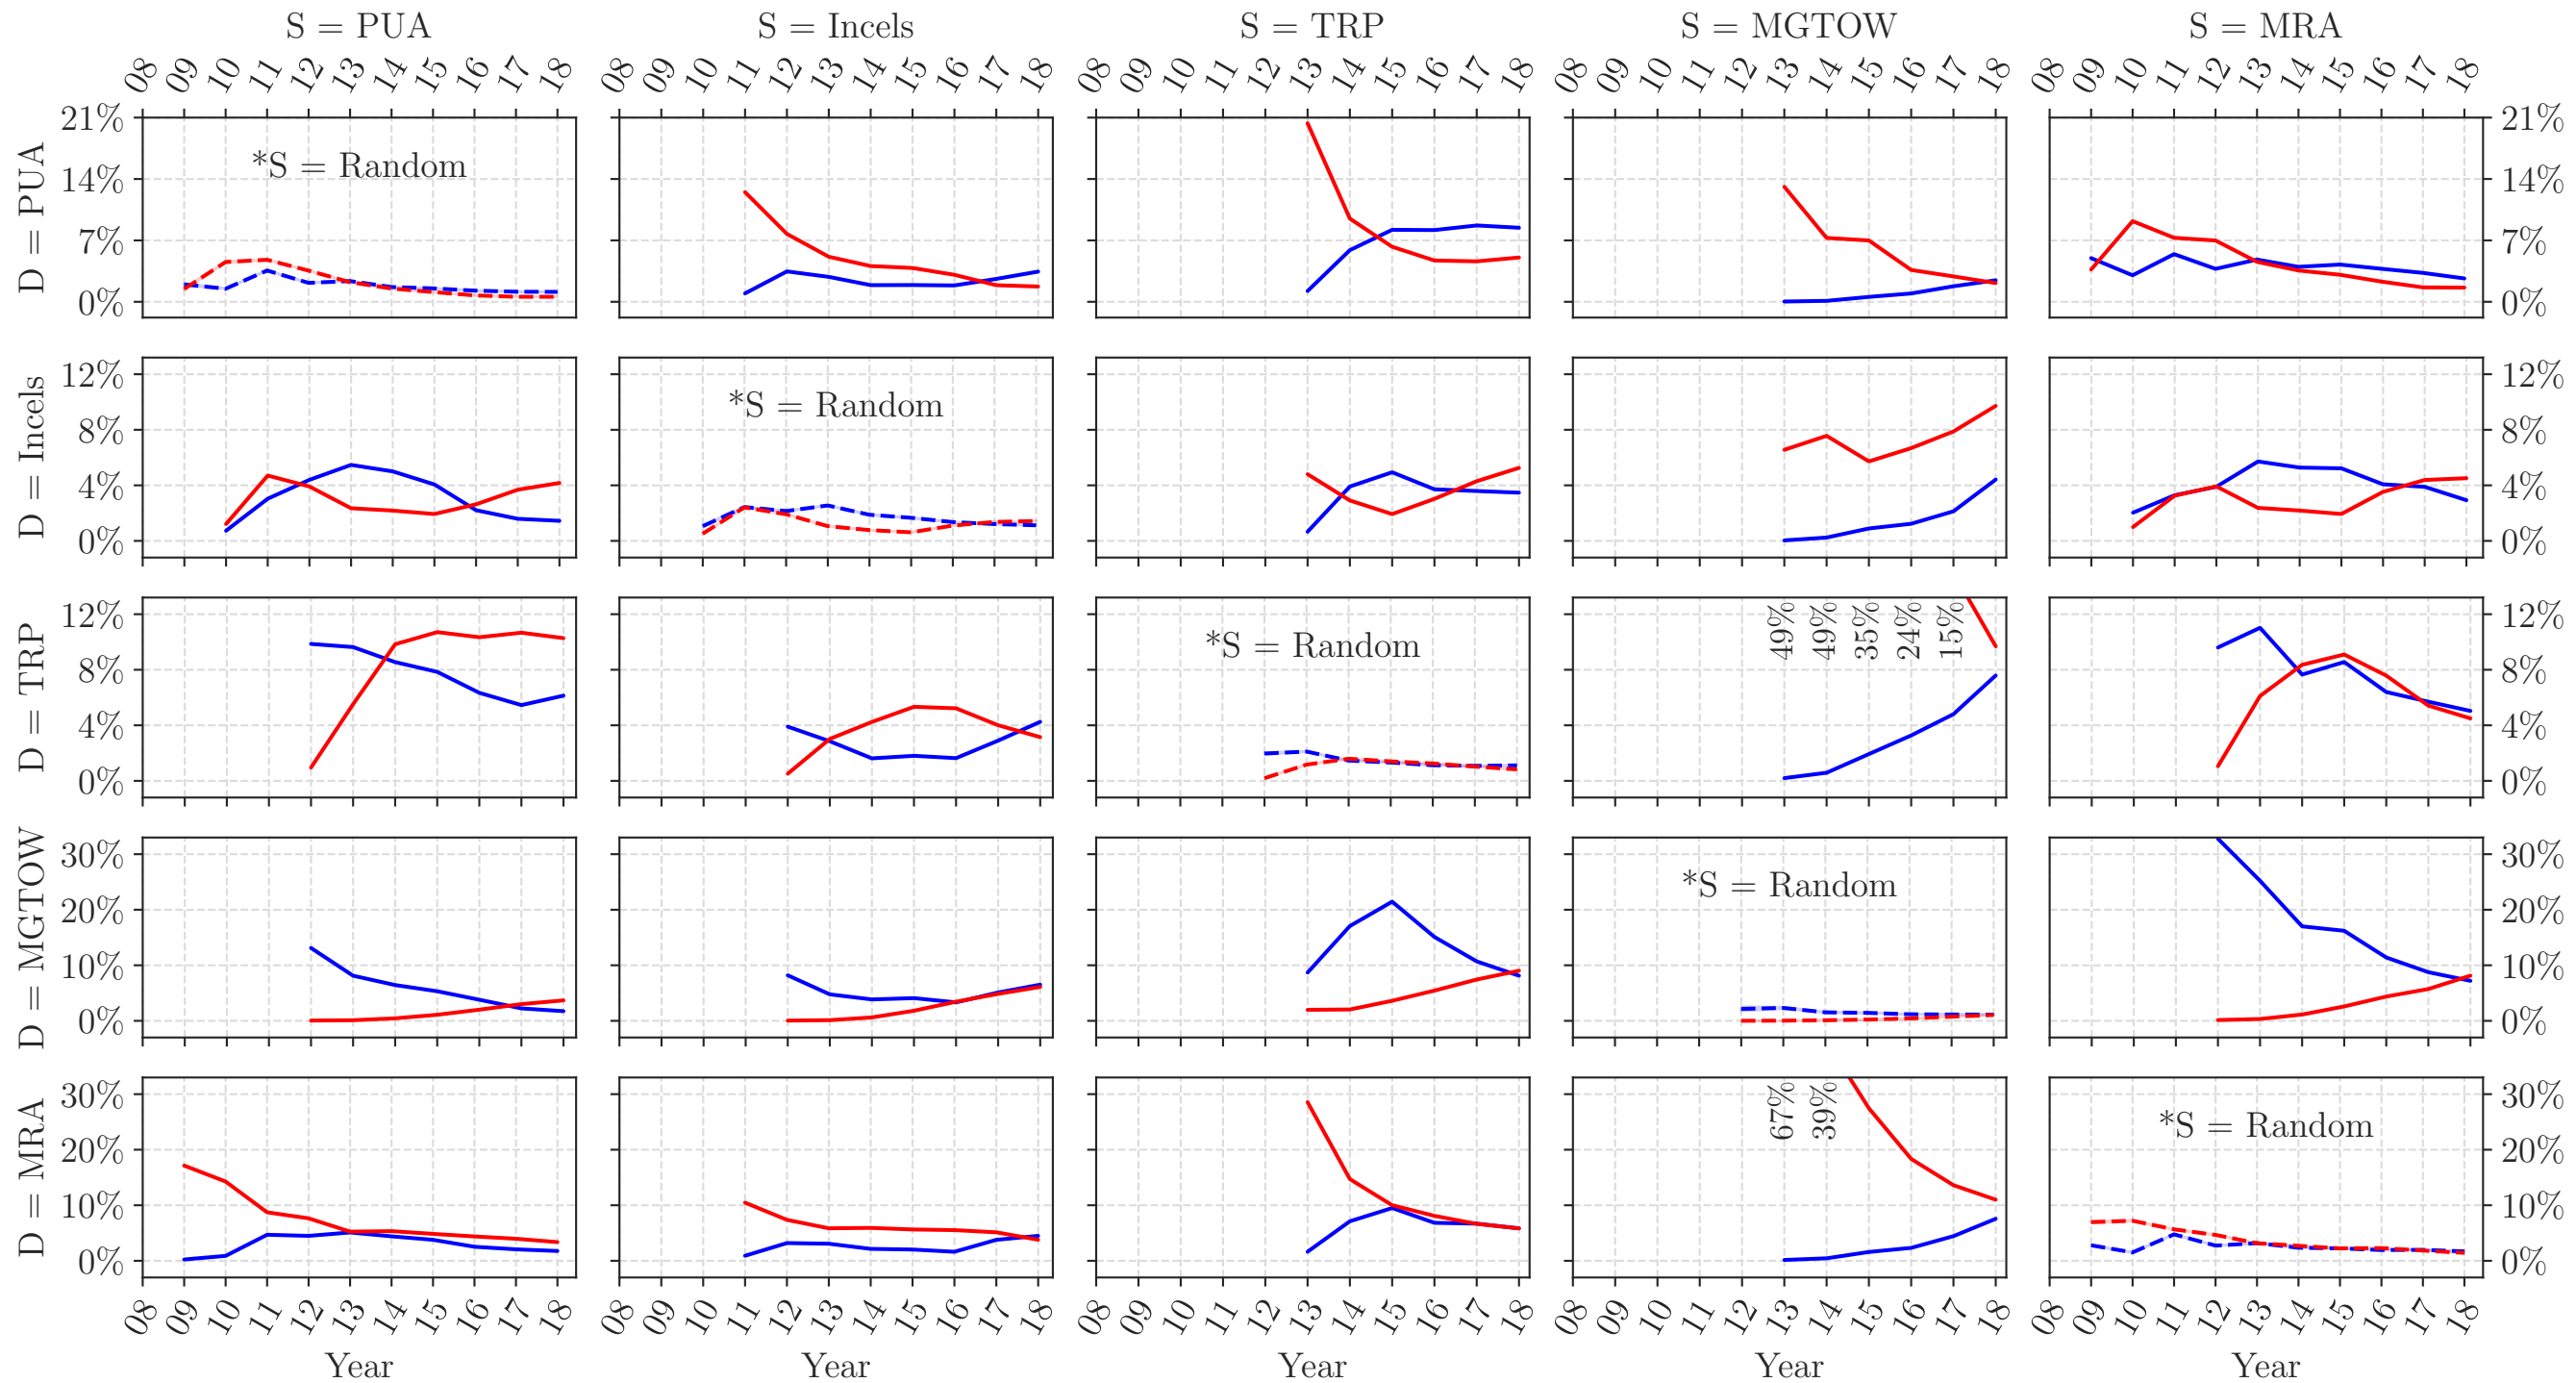 S = PUA S = Incels S = TRP S = MGTOW S = MRA
08 09 10 11 12 13 14 15 16 17 18 08 09 10 11 12 13 14 15 16 17 18 08 09 10 11 12 13 14 15 16 17 18 08 09 10 11 12 13 14 15 16 17 18 08 09 10 11 12 13 14 15 16 17 18
D = PUA
21% 21%
*S = Random
14% 14%
7% 7%
0% 0%
D = Incels
12% 12%
*S = Random
8% 8%
4% 4%
0% 0%
D = TRP
12% 12%
*S = Random
49% 49% 35% 24% 15%
8% 8%
4% 4%
0% 0%
D = MGTOW
30% 30%
*S = Random
20% 20%
10% 10%
0% 0%
D = MRA
30% 30%
67% 39%
*S = Random
20% 20%
10% 10%
0% 0%
08 09 10 11 12 13 14 15 16 17 18 08 09 10 11 12 13 14 15 16 17 18 08 09 10 11 12 13 14 15 16 17 18 08 09 10 11 12 13 14 15 16 17 18 08 09 10 11 12 13 14 15 16 17 18
Year Year Year Year Year